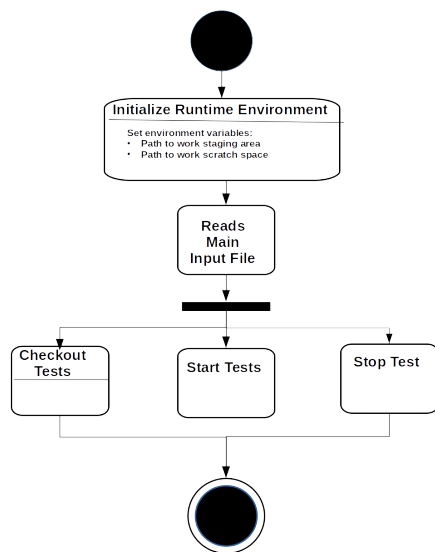 Initialize Runtime Environment
Set environment variables:
• Path to work staging area
• Path to work scratch space
Reads
Main
Input File
Checkout
Tests
Start Tests
Stop Test